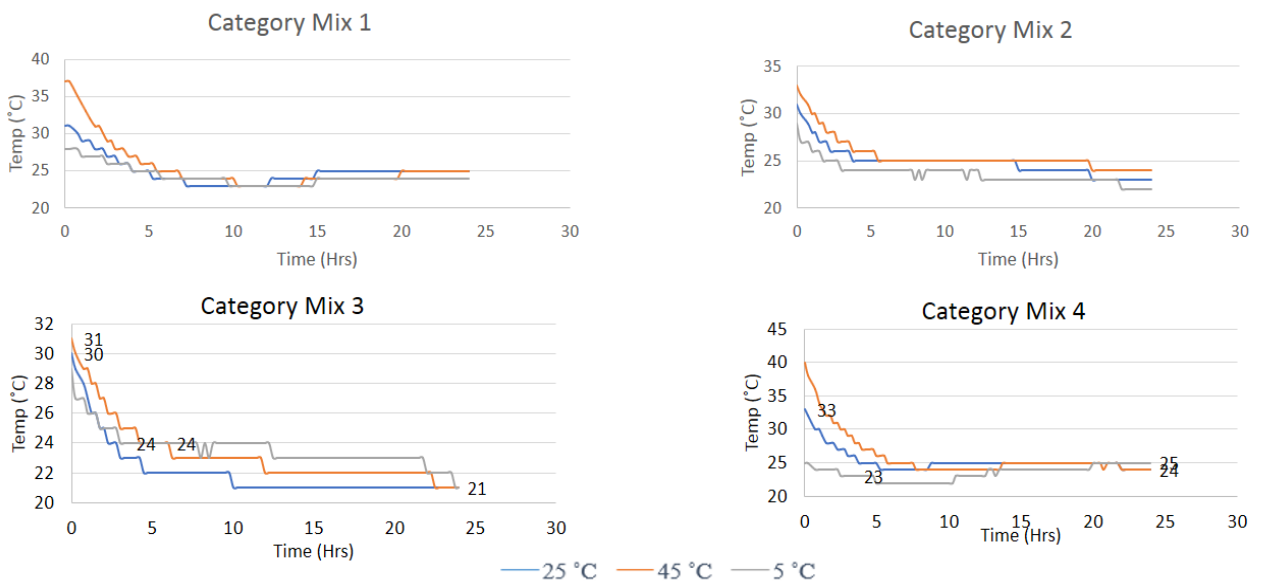 Category Mix 1
Temp (˚C)
40
35
30
25
20
0 5 10 15 20 25 30
Time (Hrs)
Category Mix 2
Temp (˚C)
35
30
25
20
0 5 10 15 20 25 30
Time (Hrs)
Category Mix 3
Temp (˚C)
32
30
28
26
24
22
20
31
30
24 24
21
0 5 10 15 20 25 30
Time (Hrs)
Category Mix 4
Temp (˚C)
45
40
35
30
25
20
33
23
25
24
0 5 10 15 20 25 30
Time (Hrs)
25 ˚C 45 ˚C 5 ˚C